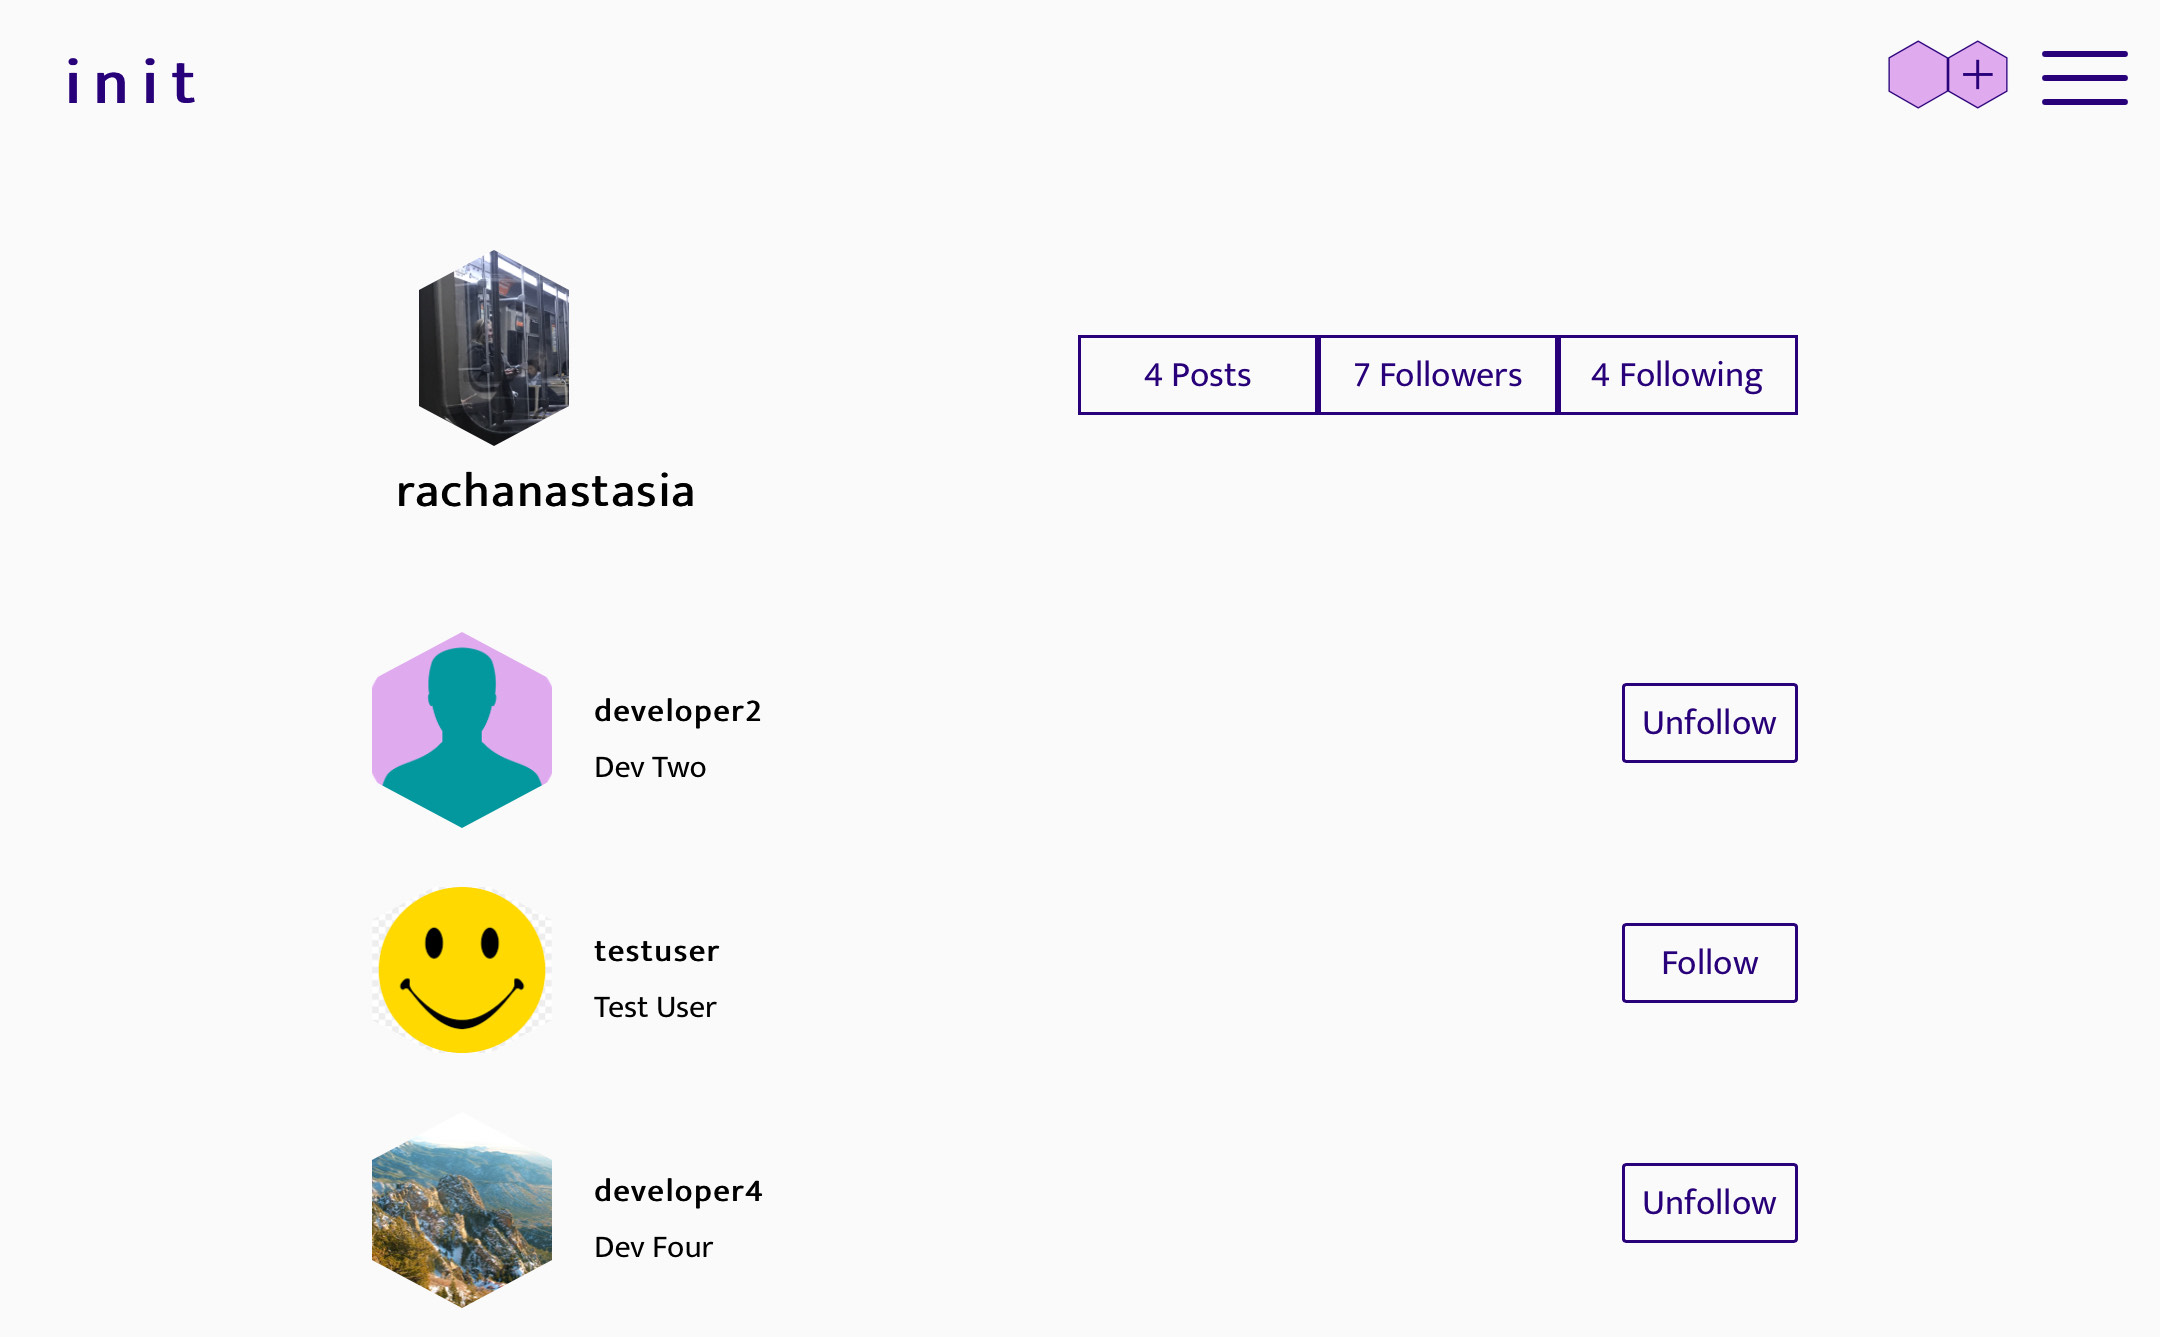 init
4 Posts
7 Followers
4 Following
rachanastasia
developer2
Dev Two
Unfollow
testuser
Test User
Follow
developer4
Dev Four
Unfollow